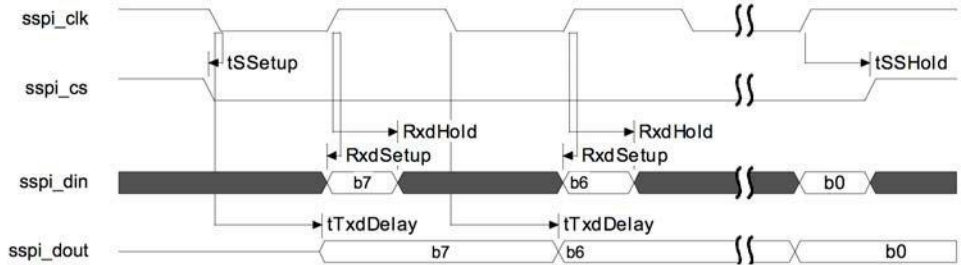 sspi_clk
tSSetup tSSHold
sspi_cs
RxdHold RxdHold
RxdSetup RxdSetup
sspi_din b7 b6 b0
tTxdDelay tTxdDelay
sspi_dout b7 b6 b0